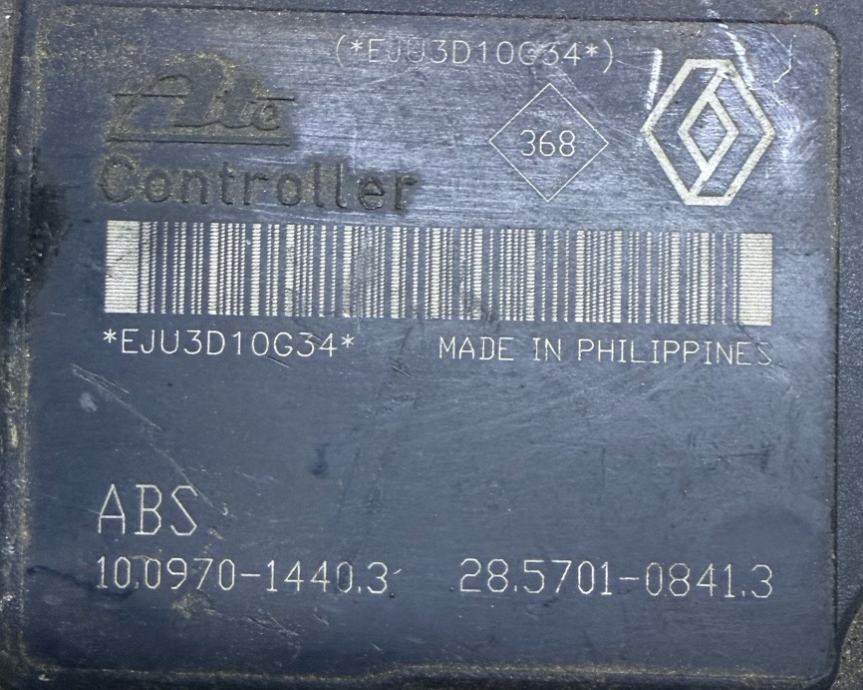 (*EJU3D10G34*)
Ate
368
Controller
*EJU3D10G34* MADE IN PHILIPPINES
ABS
10.0970-1440.3 28.5701-0841.3